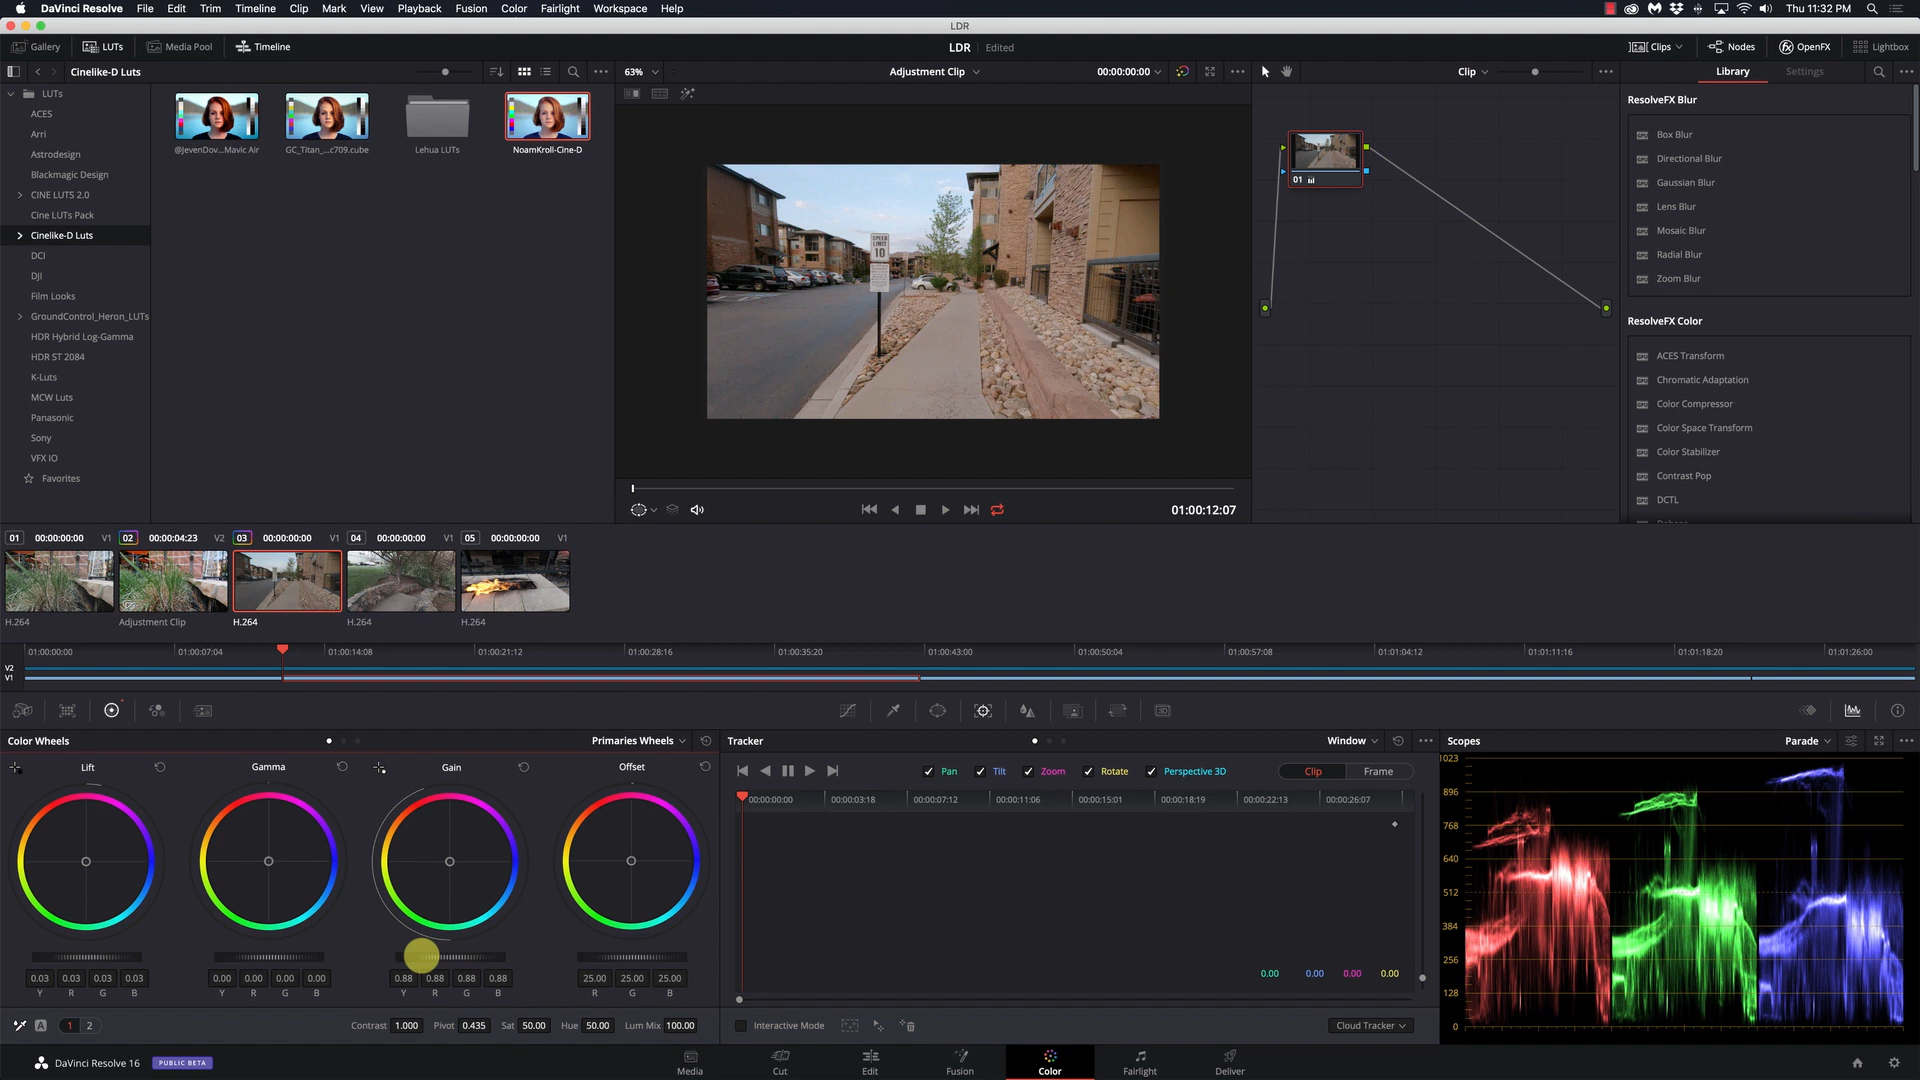 DaVinci Resolve File Edit Trim Timeline Clip Mark View Playback Fusion Color Fairlight Workspace Help Thu 11:32 PM
LDR
Gallery LUTs Media Pool Timeline LDR Edited Clips Nodes OpenFX Lightbox
Cinelike-D Luts 63% Adjustment Clip 00:00:00:00 Clip Library Settings
LUTs
ACES
Arri
Astrodesign
Blackmagic Design
CINE LUTS 2.0
Cine LUTs Pack
Cinelike-D Luts
DCI
DJI
Film Looks
GroundControl_Heron_LUTs
HDR Hybrid Log-Gamma
HDR ST 2084
K-Luts
MCW Luts
Panasonic
Sony
VFX IO
Favorites
@JevenDov...Mavic Air GC_Titan_...c709.cube Lehua LUTs NoamKroll-Cine-D
SPEED
LIMIT
10
01:00:12:07
01
ResolveFX Blur
Box Blur
Directional Blur
Gaussian Blur
Lens Blur
Mosaic Blur
Radial Blur
Zoom Blur
ResolveFX Color
ACES Transform
Chromatic Adaptation
Color Compressor
Color Space Transform
Color Stabilizer
Contrast Pop
DCTL
01 00:00:00:00 V1 02 00:00:04:23 V2 03 00:00:00:00 V1 04 00:00:00:00 V1 05 00:00:00:00 V1
H.264 Adjustment Clip H.264 H.264 H.264
01:00:00:00 01:00:07:04 01:00:14:08 01:00:21:12 01:00:28:16 01:00:35:20 01:00:43:00 01:00:50:04 01:00:57:08 01:01:04:12 01:01:11:16 01:01:18:20 01:01:26:00
V2
V1
Color Wheels Primaries Wheels
Lift Gamma Gain Offset
0.03 0.03 0.03 0.03 0.00 0.00 0.00 0.00 0.88 0.88 0.88 0.88 25.00 25.00 25.00
Y R G B Y R G B Y R G B R G B
A 1 2 Contrast 1.000 Pivot 0.435 Sat 50.00 Hue 50.00 Lum Mix 100.00
Tracker Window
Pan Tilt Zoom Rotate Perspective 3D Clip Frame
00:00:00:00 00:00:03:18 00:00:07:12 00:00:11:06 00:00:15:01 00:00:18:19 00:00:22:13 00:00:26:07
0.00 0.00 0.00 0.00
Interactive Mode Cloud Tracker
Scopes Parade
1023
896
768
640
512
384
256
128
0
DaVinci Resolve 16 PUBLIC BETA Media Cut Edit Fusion Color Fairlight Deliver